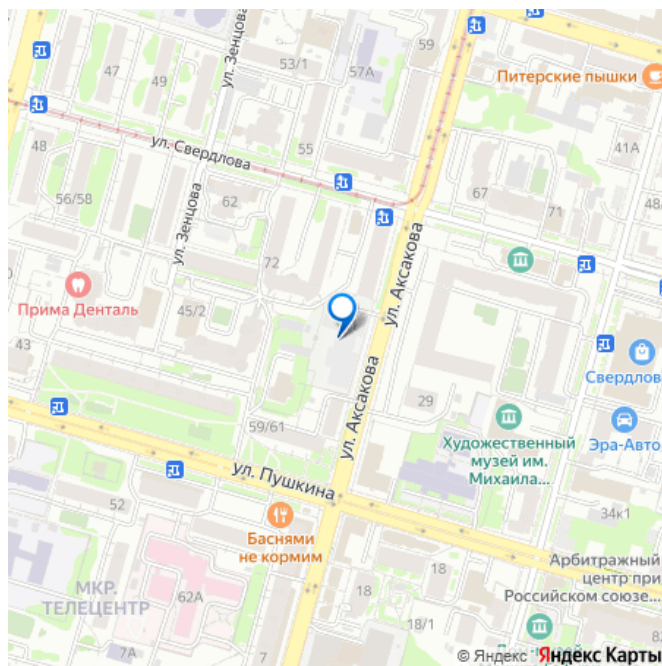 59
53/1
57А
ул. Зенцова
47
49
Питерские пышки
41А
48
ул. Свердлова
55
56/58
ул. Зенцова
62
67
71
48/
72
ул. Аксакова
Прима Денталь
45/2
43
Свердлов
ул. Аксакова
29
59/61
Художественный
музей им.
Михаила...
Эра-Авто
ул. Пушкина
52
34к1
Баснями
не кормим
Арбитражный
центр при
Российском союзе...
МКР.
ТЕЛЕЦЕНТР
62А
18
18
18/1
7А
7
© Яндекс
Яндекс Карты